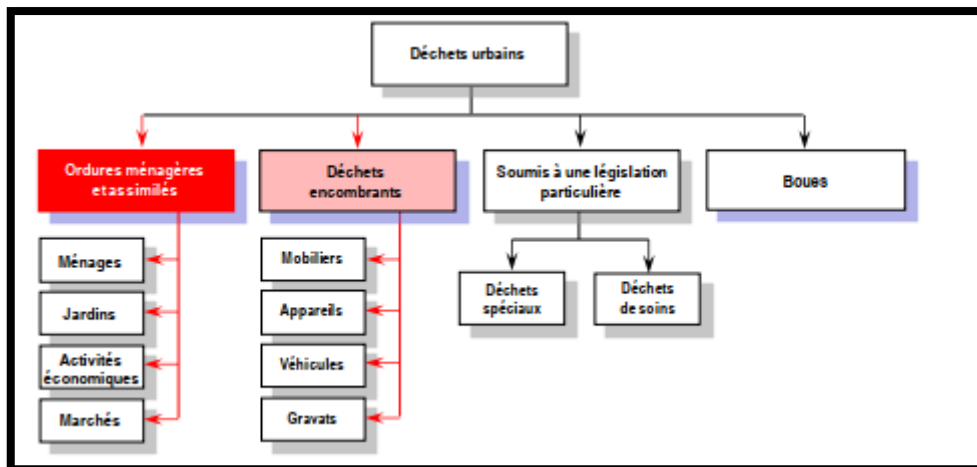 Déchets urbains
Ordures ménagères
et assimilés
Déchets
encombrants
Soumis à une législation
particulière
Boues
Ménages
Jardins
Activités
économiques
Marchés
Mobiliers
Appareils
Véhicules
Gravats
Déchets
spéciaux
Déchets
de soins